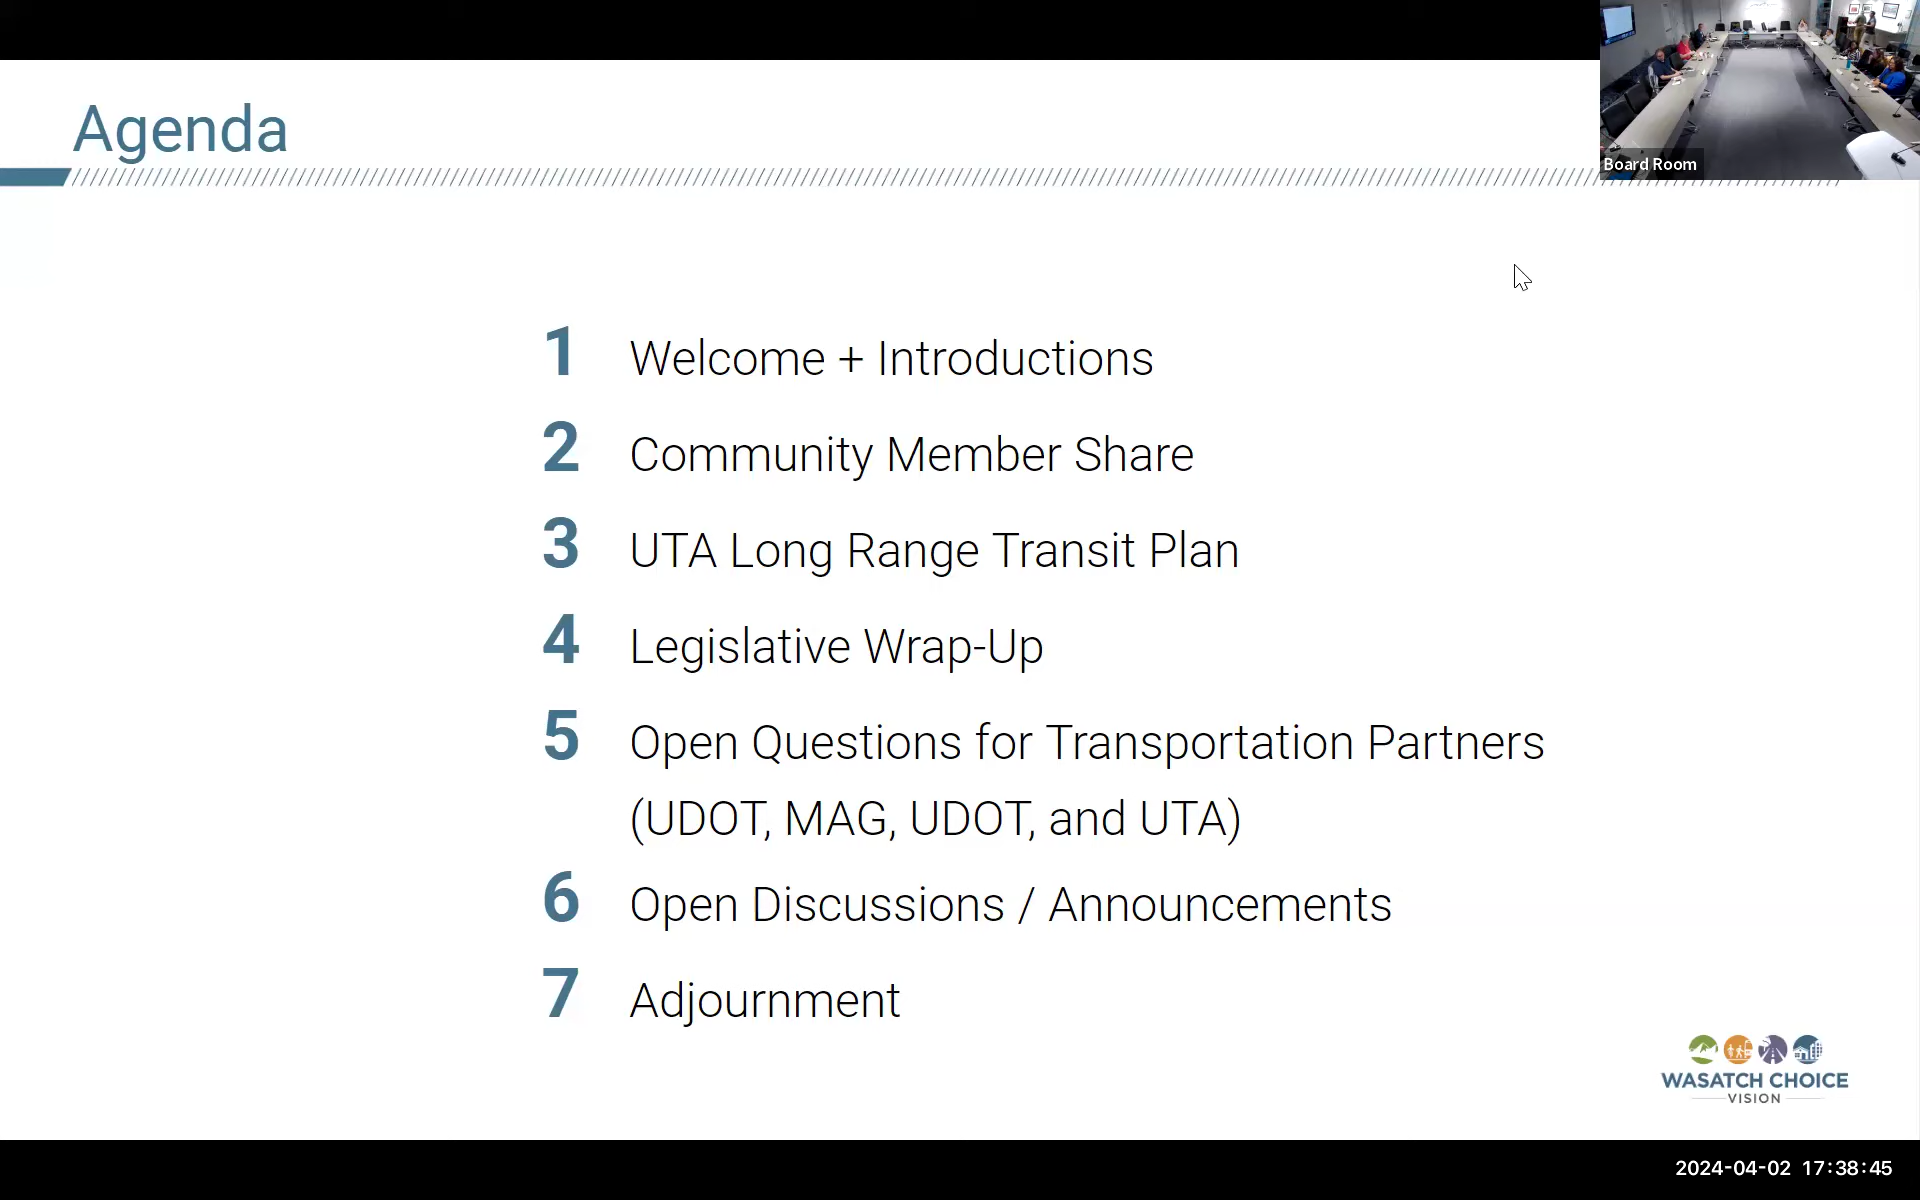 Agenda
Board Room
1 Welcome + Introductions
2 Community Member Share
3 UTA Long Range Transit Plan
4 Legislative Wrap-Up
5 Open Questions for Transportation Partners
(UDOT, MAG, UDOT, and UTA)
6 Open Discussions / Announcements
7 Adjournment
WASATCH CHOICE
VISION
2024-04-02 17:38:45